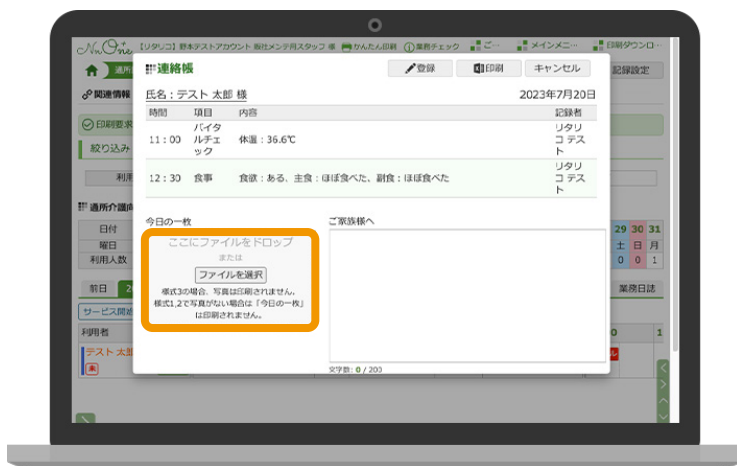 NnOne
【リタリコ】野本テストアカウント 販社メンテ用スタッフ 様
かんたん印刷
業務チェック
ご…
メインメニ…
印刷ダウンロ…
記録設定
関連情報
連絡帳
登録
印刷
キャンセル
氏名：テスト 太郎 様
2023年7月20日
時間 項目 内容 記録者
11：00 バイタルチェック 体温：36.6℃ リタリコ テスト
12：30 食事 食欲：ある、主食：ほぼ食べた、副食：ほぼ食べた リタリコ テスト
印刷要求
絞り込み
利用
通所介護
今日の一枚
ここにファイルをドロップ
または
ファイルを選択
様式3の場合、写真は印刷されません。
様式1,2で写真がない場合は「今日の一枚」
は印刷されません。
ご家族様へ
文字数：0 / 200
日付
曜日
利用人数
29 30 31
土 日 月
0 0 1
前日
業務日誌
サービス開始
利用者
テスト 太郎
未